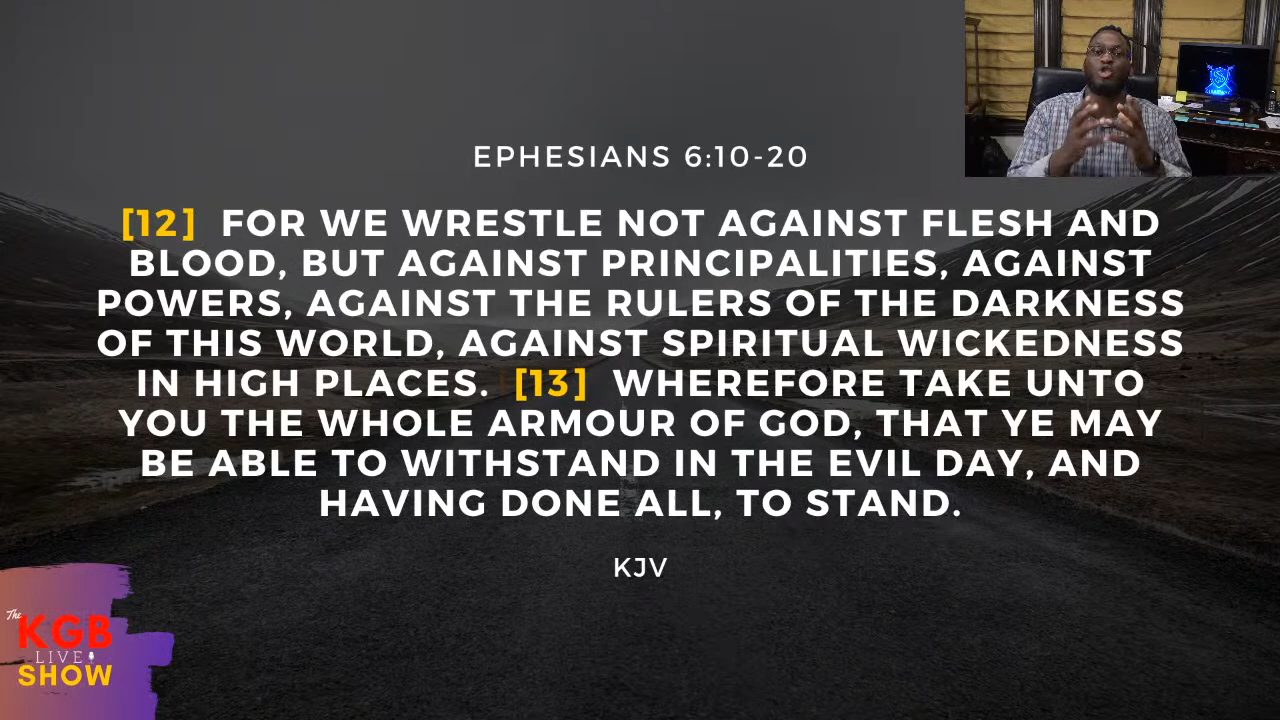 EPHESIANS 6:10-20
[12] FOR WE WRESTLE NOT AGAINST FLESH AND
BLOOD, BUT AGAINST PRINCIPALITIES, AGAINST
POWERS, AGAINST THE RULERS OF THE DARKNESS
OF THIS WORLD, AGAINST SPIRITUAL WICKEDNESS
IN HIGH PLACES. [13] WHEREFORE TAKE UNTO
YOU THE WHOLE ARMOUR OF GOD, THAT YE MAY
BE ABLE TO WITHSTAND IN THE EVIL DAY, AND
HAVING DONE ALL, TO STAND.
KJV
The
KGB
LIVE
SHOW